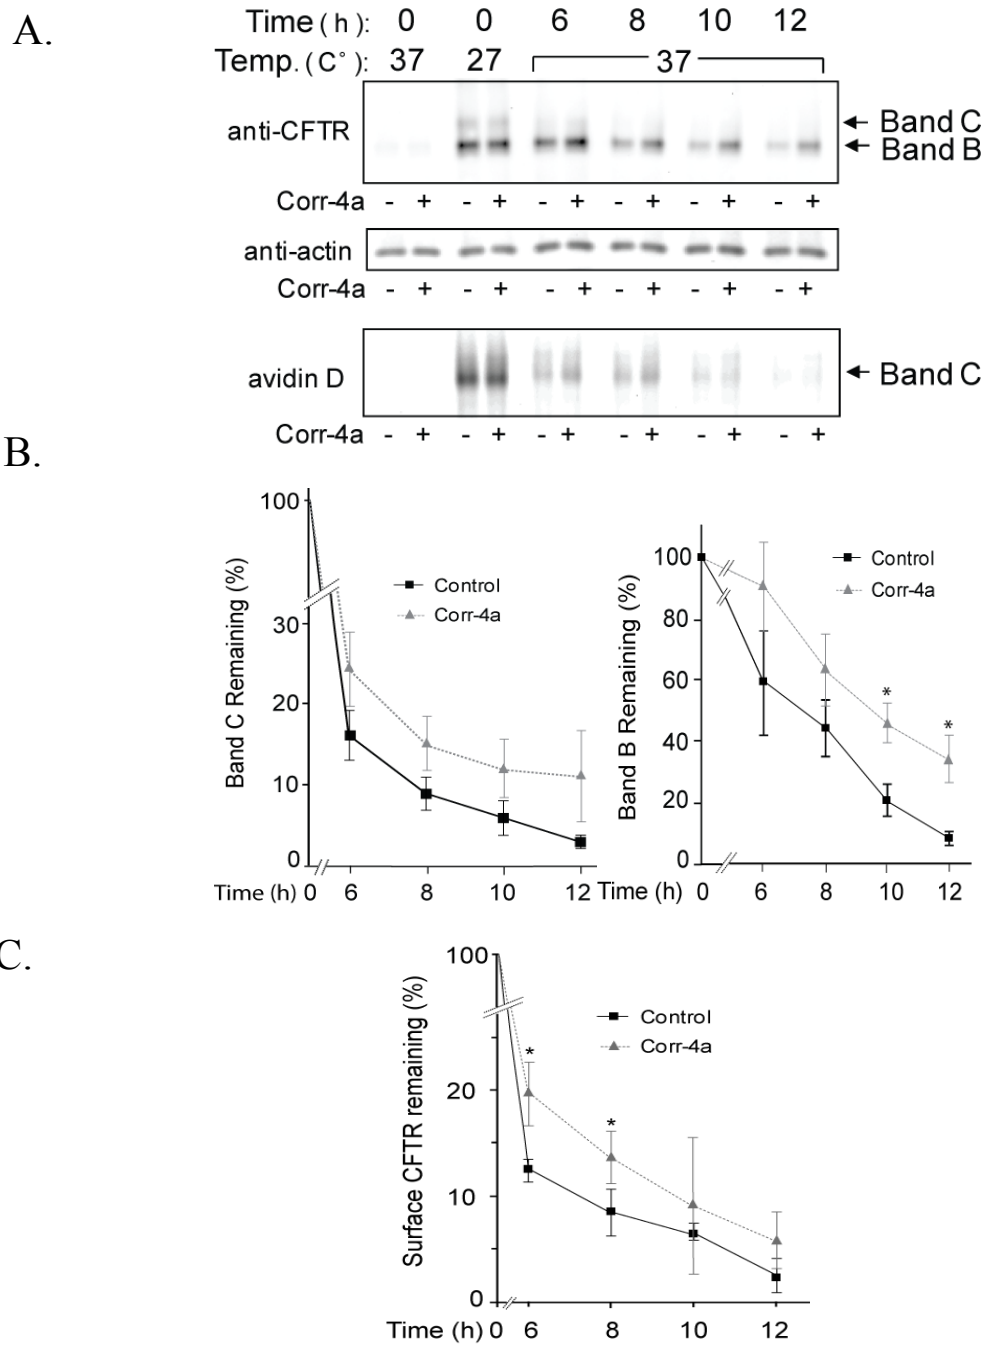 A.
Time ( h ): 0 0 6 8 10 12
Temp. ( C° ): 37 27 37
anti-CFTR
Band C
Band B
Corr-4a - + - + - + - + - + - +
anti-actin
Corr-4a - + - + - + - + - + - +
avidin D
Band C
Corr-4a - + - + - + - + - + - +
B.
Band C Remaining (%)
100
30
20
10
0
Control
Corr-4a
Time (h) 0 6 8 10 12
Band B Remaining (%)
100
80
60
40
20
0
Control
Corr-4a
*
*
Time (h) 0 6 8 10 12
C.
Surface CFTR remaining (%)
100
20
10
0
Control
Corr-4a
*
*
Time (h) 0 6 8 10 12